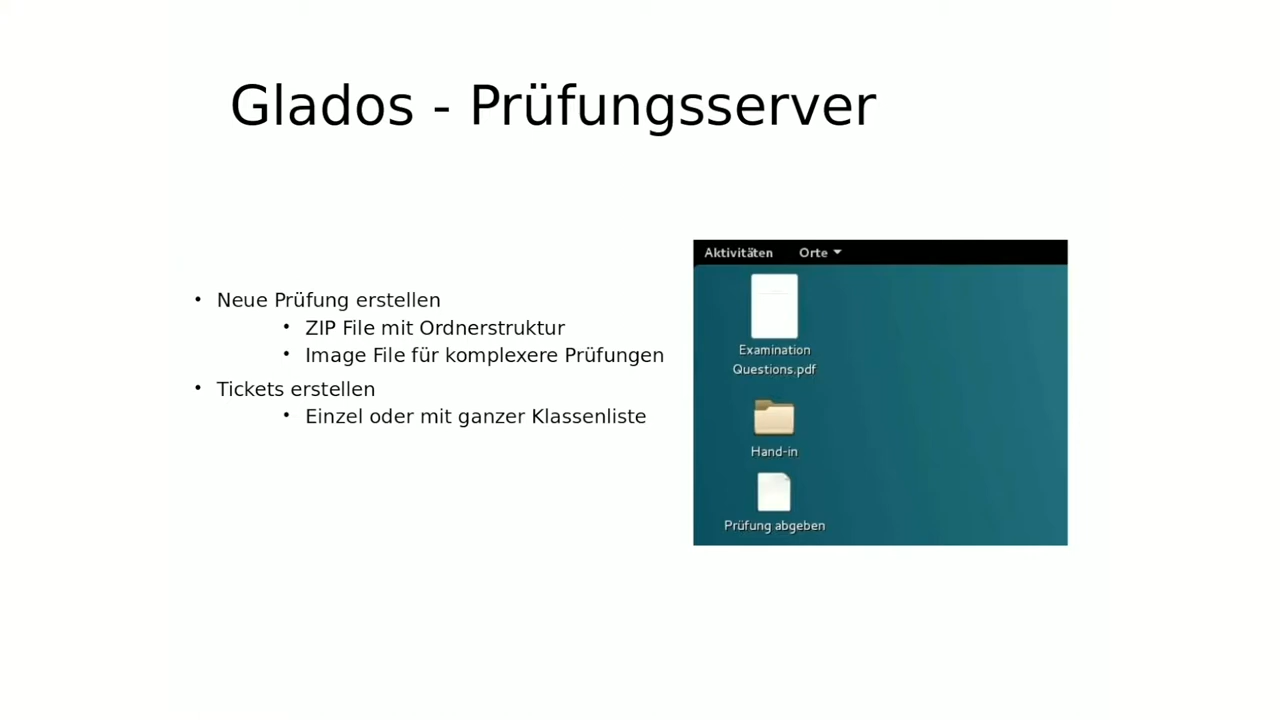 Glados - Prüfungsserver
• Neue Prüfung erstellen
• ZIP File mit Ordnerstruktur
• Image File für komplexere Prüfungen
• Tickets erstellen
• Einzel oder mit ganzer Klassenliste
Aktivitäten Orte
Examination
Questions.pdf
Hand-in
Prüfung abgeben